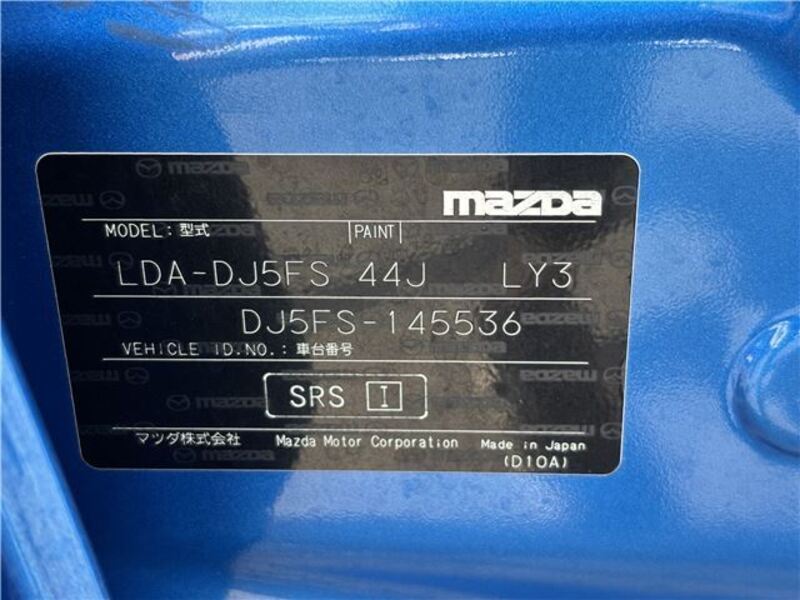 mazda
MODEL: 型式 |PAINT|
LDA-DJ5FS 44J LY3
DJ5FS-145536
VEHICLE ID.NO.: 車台番号
SRS I
マツダ株式会社 Mazda Motor Corporation Made in Japan
(D10A)